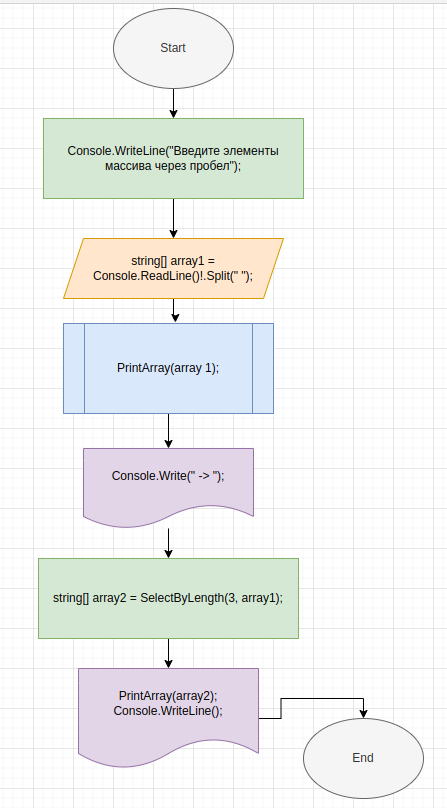 Start
Console.WriteLine("Введите элементы
массива через пробел");
string[] array1 =
Console.ReadLine()!.Split(" ");
PrintArray(array 1);
Console.Write(" -> ");
string[] array2 = SelectByLength(3, array1);
PrintArray(array2);
Console.WriteLine();
End